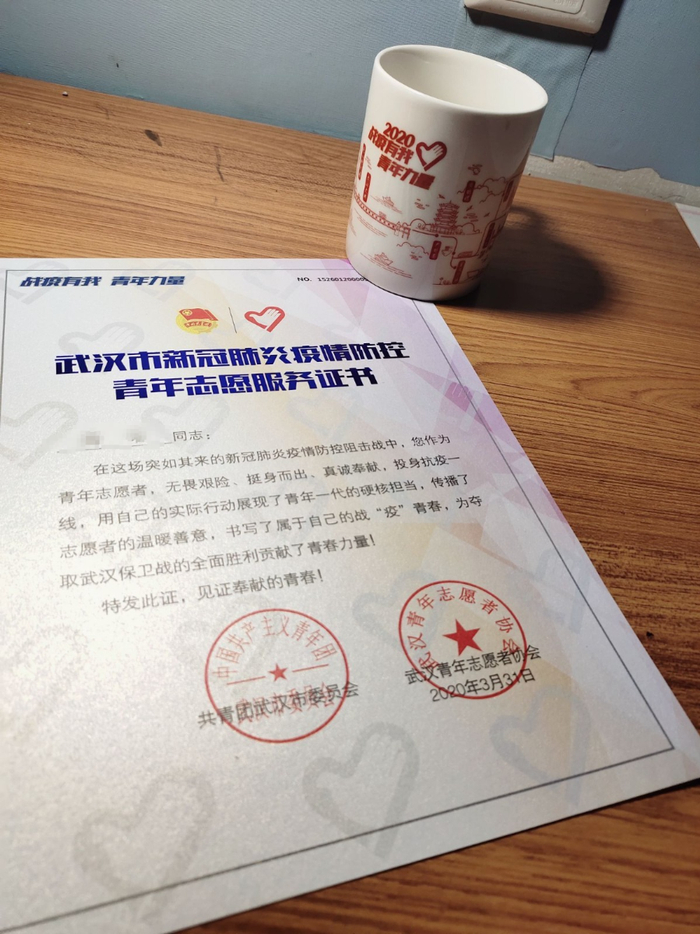 2020
战疫有我
青年力量
战疫有我 青年力量
武汉市新冠肺炎疫情防控
青年志愿服务证书
同志：
在这场突如其来的新冠肺炎疫情防控阻击战中，您作为
青年志愿者，无畏艰险、挺身而出、真诚奉献，投身抗疫一
线，用自己的实际行动展现了青年一代的硬核担当，传播了
志愿者的温暖善意，书写了属于自己的战“疫”青春，为夺
取武汉保卫战的全面胜利贡献了青春力量！
特发此证，见证奉献的青春！
中国共产主义青年团
共青团武汉市委员会
武汉青年志愿者协会
武汉青年志愿者协会
2020年3月31日